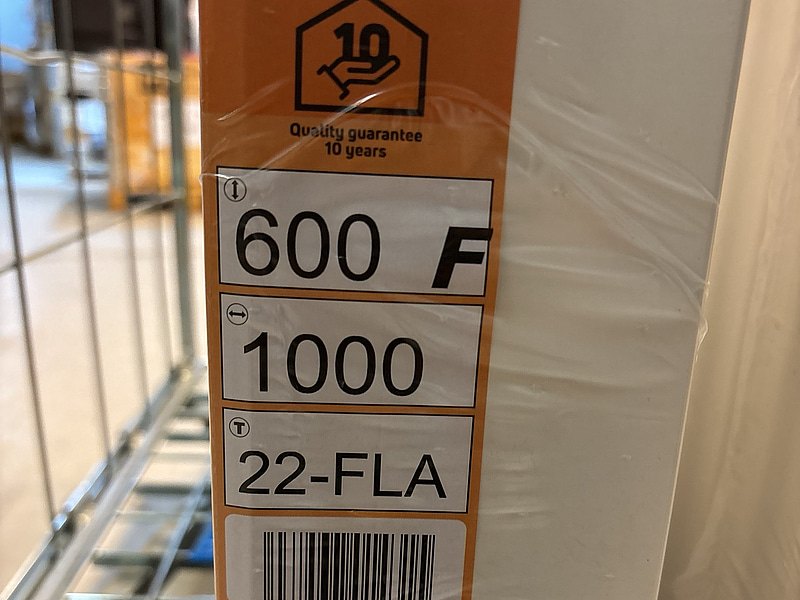 10
Quality guarantee
10 years
600 F
1000
T
22-FLA